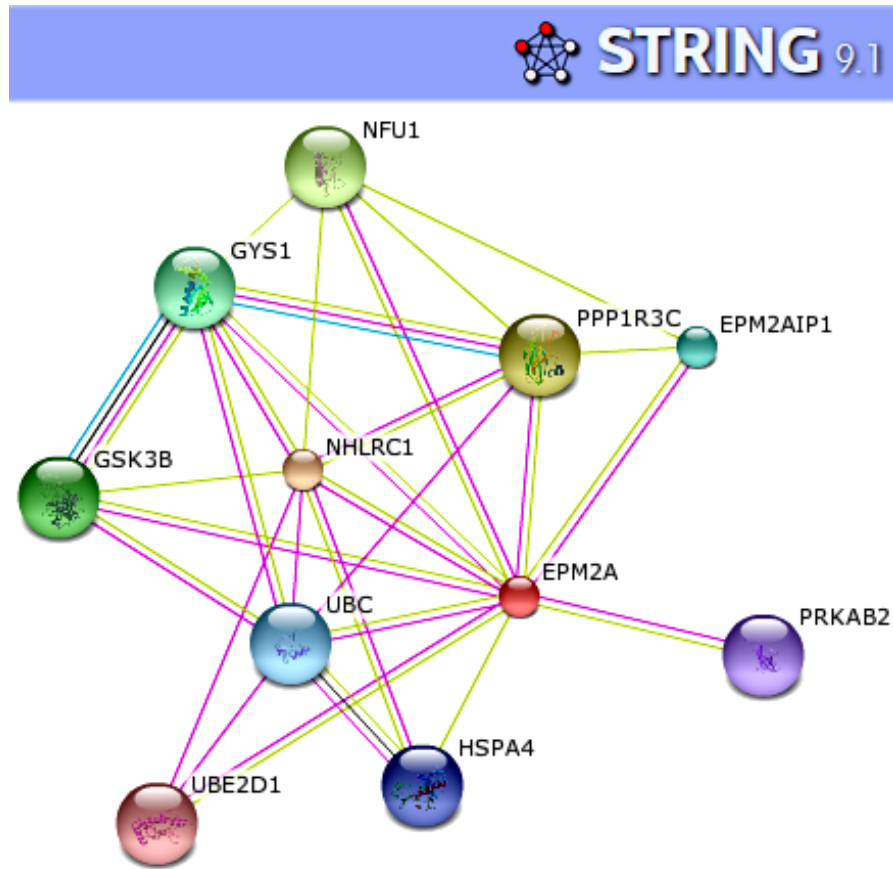 STRING 9.1
NFU1
GYS1
PPP1R3C
EPM2AIP1
NHLRC1
GSK3B
EPM2A
UBC
PRKAB2
HSPA4
UBE2D1